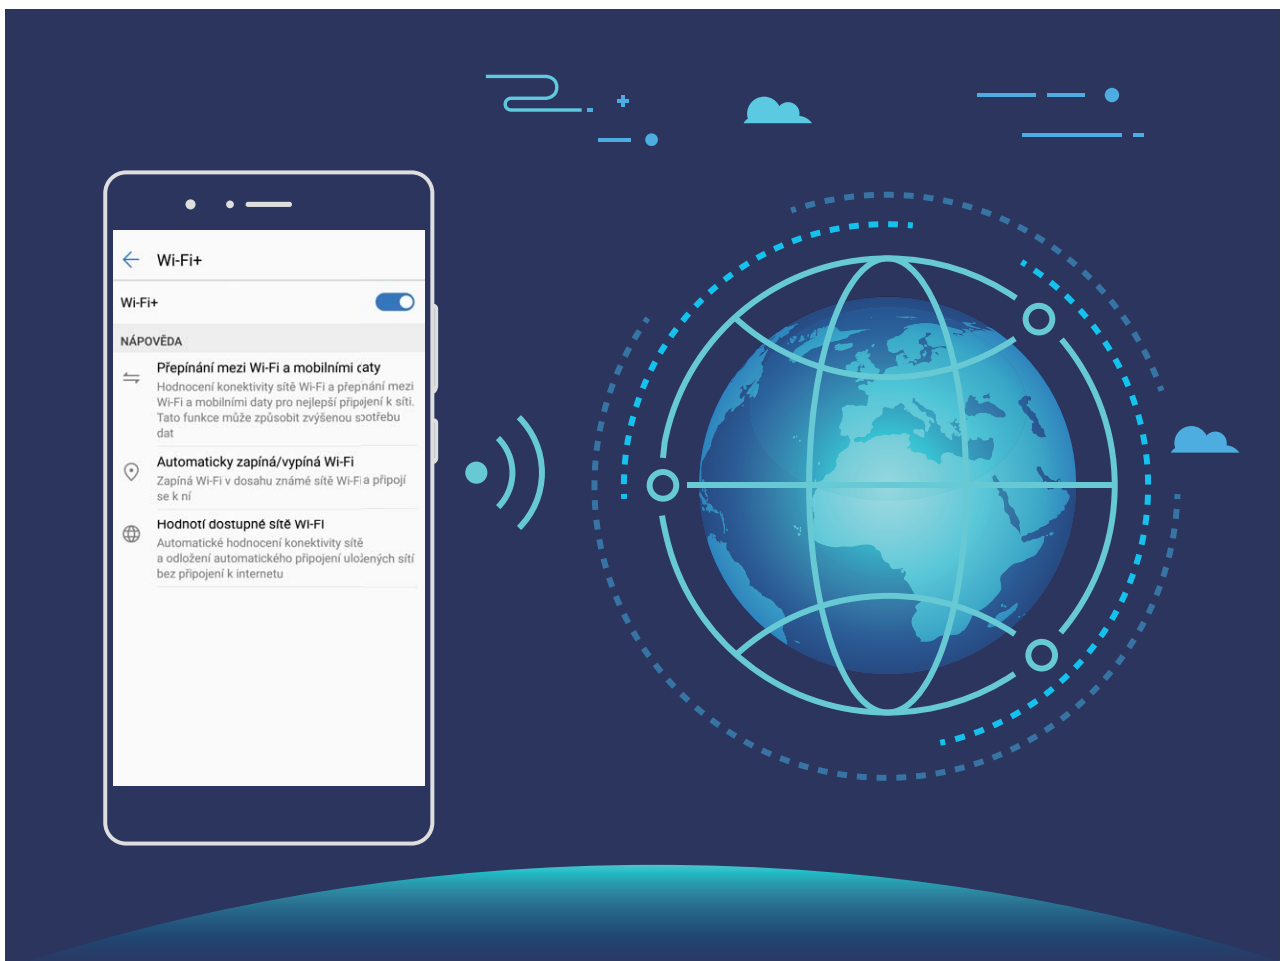 Wi-Fi+
Wi-Fi+
NÁPOVĚDA
Přepínání mezi Wi-Fi a mobilními daty
Hodnocení konektivity sítě Wi-Fi a přepínání mezi
Wi-Fi a mobilními daty pro nejlepší připojení k síti.
Tato funkce může způsobit zvýšenou spotřebu
dat
Automaticky zapíná/vypíná Wi-Fi
Zapíná Wi-Fi v dosahu známé sítě Wi-Fi a připojí
se k ní
Hodnotí dostupné sítě Wi-Fi
Automatické hodnocení konektivity sítě
a odložení automatického připojení uložených sítí
bez připojení k internetu